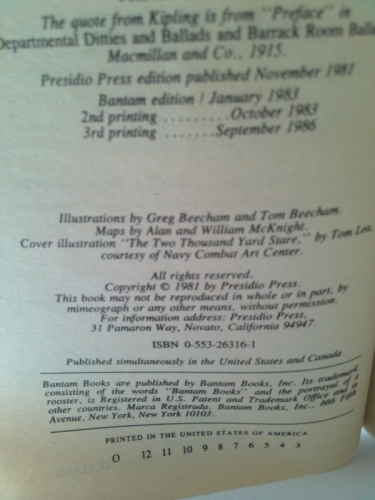 The quote from Kipling is from "Preface" in
Departmental Ditties and Ballads and Barrack Room
Macmillan and Co., 1915.
Presidio Press edition published November 1981
Bantam edition / January 1983
2nd printing ......... October 1983
3rd printing ....... September 1986
Illustrations by Greg Beecham and Tom Beecham.
Maps by Alan and William McKnight.
Cover illustration "The Two Thousand Yard Stare," by Tom Lea,
courtesy of Navy Combat Art Center.
All rights reserved.
Copyright © 1981 by Presidio Press.
This book may not be reproduced in whole or in part, by
mimeograph or any other means, without permission.
For information address: Presidio Press,
31 Pamaron Way, Novato, California 94947.
ISBN 0-553-26316-1
Published simultaneously in the United States and Canada
Bantam Books are published by Bantam Books, Inc. Its trademark,
consisting of the words "Bantam Books" and the portrayal of a
rooster, is Registered in U.S. Patent and Trademark Office and in
other countries. Marca Registrada. Bantam Books, Inc., 666 Fifth
Avenue, New York, New York 10103.
PRINTED IN THE UNITED STATES OF AMERICA
O 12 11 10 9 8 7 6 5 4 3